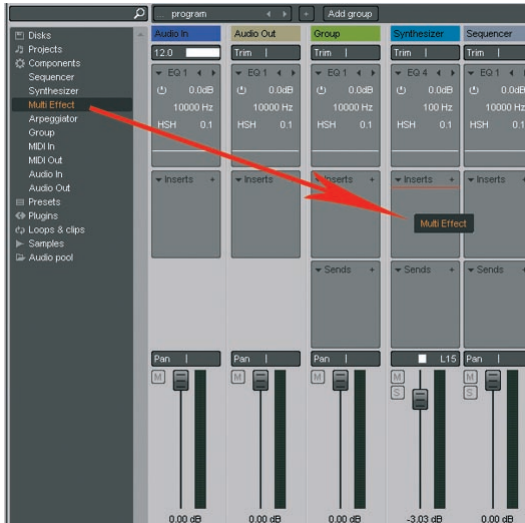 ... program
Add group
Disks
Projects
Components
Sequencer
Synthesizer
Multi Effect
Arpeggiator
Group
MIDI In
MIDI Out
Audio In
Audio Out
Presets
Plugins
Loops & clips
Samples
Audio pool
Audio In Audio Out Group Synthesizer Sequencer
12.0 Trim Trim Trim Trim
EQ 1 EQ 1 EQ 1 EQ 4 EQ 1
0.0dB 0.0dB 0.0dB 0.0dB 0.0dB
10000 Hz 10000 Hz 10000 Hz 100 Hz 10000 Hz
HSH 0.1 HSH 0.1 HSH 0.1 HSH 0.1 HSH 0.1
Inserts + Inserts + Inserts + Inserts + Inserts +
Multi Effect
Sends + Sends + Sends +
Pan Pan Pan L15 Pan
M M M M M
S S
0.00 dB 0.00 dB 0.00 dB -3.03 dB 0.00 dB